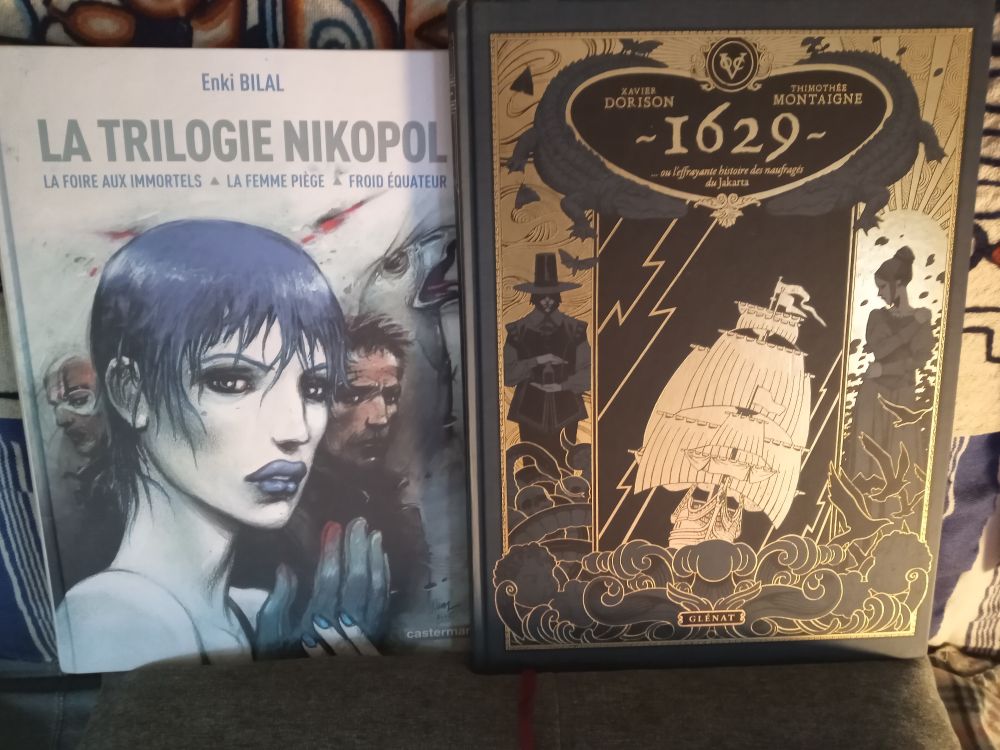 Enki BILAL
LA TRILOGIE NIKOPOL
LA FOIRE AUX IMMORTELS ▲ LA FEMME PIÈGE ▲ FROID ÉQUATEUR
casterman
VOC
XAVIER
DORISON
THIMOTHÉE
MONTAIGNE
~1629~
... ou l'effrayante histoire des naufragés
du Jakarta
GLÉNAT